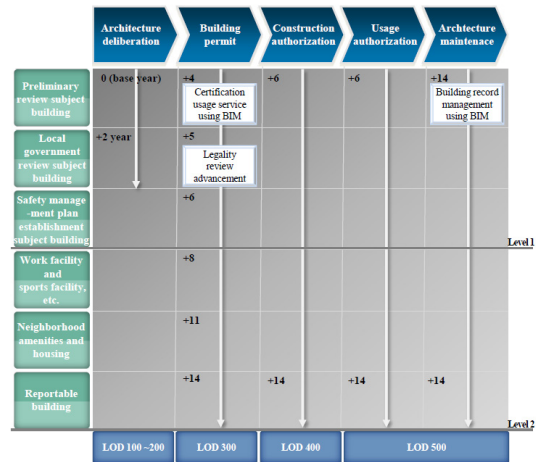 Architecture
deliberation
Building
permit
Construction
authorization
Usage
authorization
Archtecture
maintenace
Preliminary
review subject
building
0 (base year)
+4
+6
+6
+14
Certification
usage service
using BIM
Building record
management
using BIM
Local
government
review subject
building
+2 year
+5
Legality
review
advancement
Safety manage
-ment plan
establishment
subject building
+6
Level 1
Work facility
and
sports facility,
etc.
+8
Neighborhood
amenities and
housing
+11
Reportable
building
+14
+14
+14
+14
Level 2
LOD 100 ~200
LOD 300
LOD 400
LOD 500